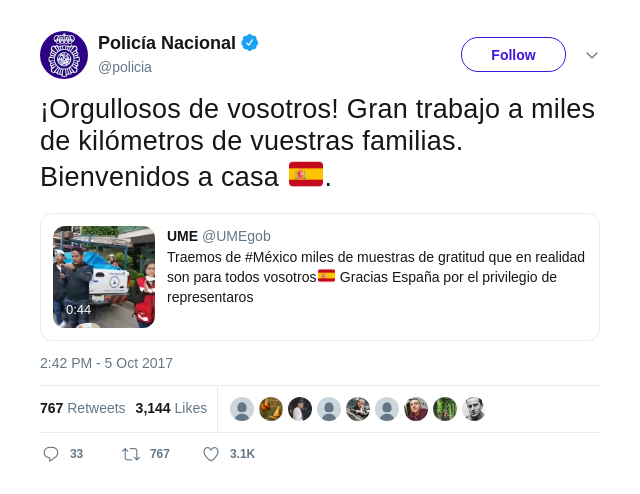 Policía Nacional
@policia
Follow
¡Orgullosos de vosotros! Gran trabajo a miles
de kilómetros de vuestras familias.
Bienvenidos a casa 🇪🇸.
UME @UMEgob
Traemos de #México miles de muestras de gratitud que en realidad
son para todos vosotros🇪🇸 Gracias España por el privilegio de
representaros
0:44
2:42 PM - 5 Oct 2017
767 Retweets 3,144 Likes
33 767 3.1K